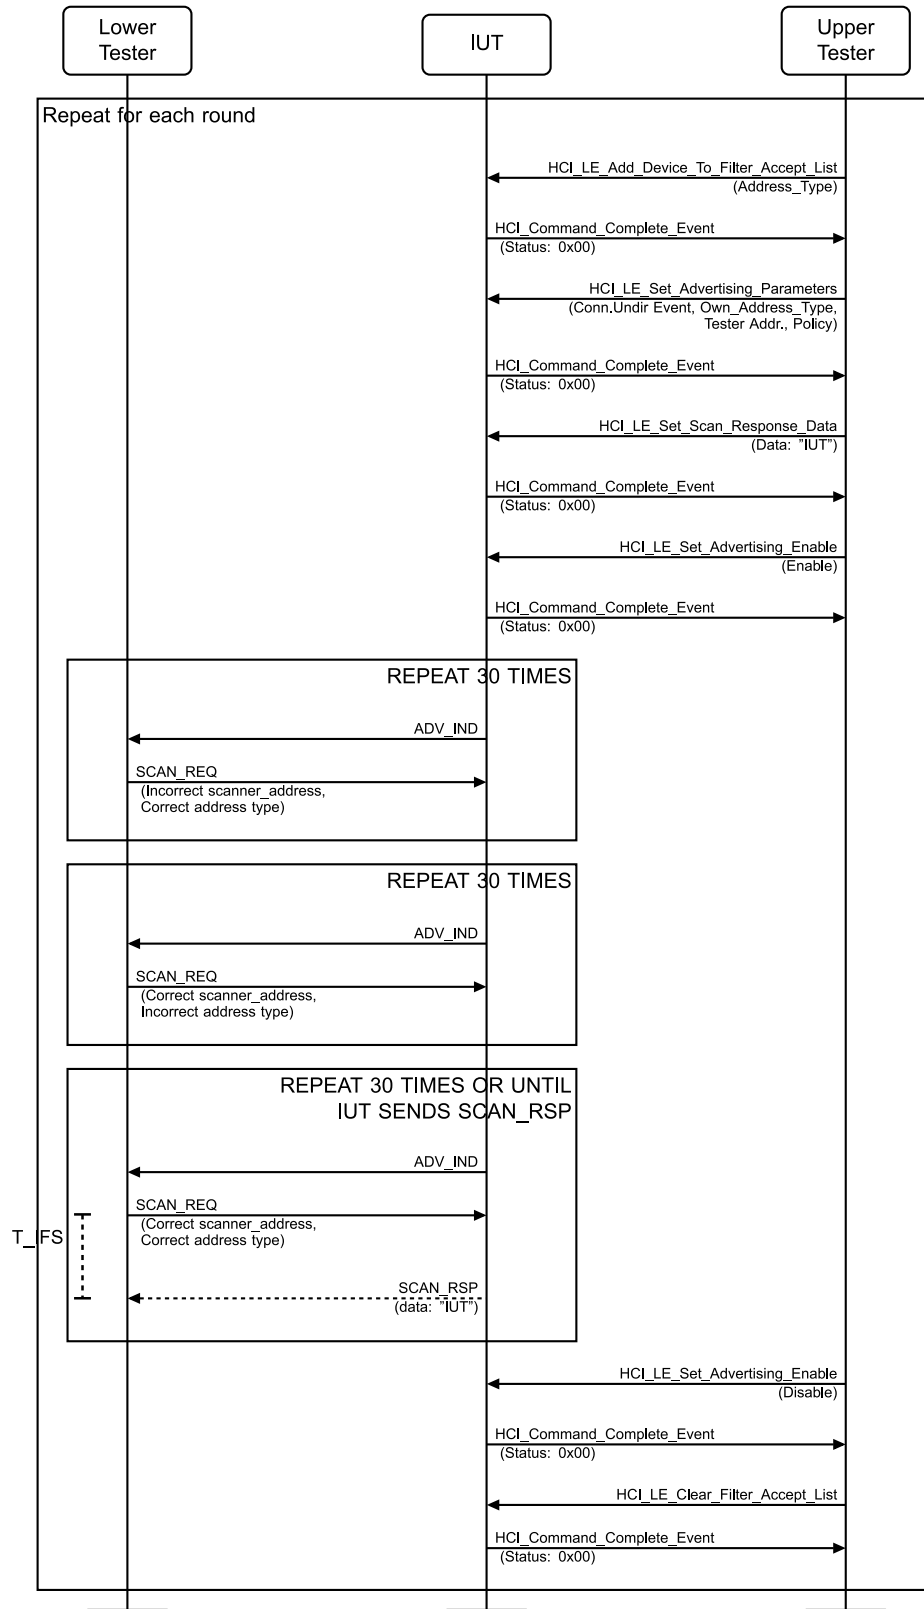 Lower
Tester
IUT
Upper
Tester
Repeat for each round
HCI_LE_Add_Device_To_Filter_Accept_List
(Address_Type)
HCI_Command_Complete_Event
(Status: 0x00)
HCI_LE_Set_Advertising_Parameters
(Conn.Undir Event, Own_Address_Type,
Tester Addr., Policy)
HCI_Command_Complete_Event
(Status: 0x00)
HCI_LE_Set_Scan_Response_Data
(Data: "IUT")
HCI_Command_Complete_Event
(Status: 0x00)
HCI_LE_Set_Advertising_Enable
(Enable)
HCI_Command_Complete_Event
(Status: 0x00)
REPEAT 30 TIMES
ADV_IND
SCAN_REQ
(Incorrect scanner_address,
Correct address type)
REPEAT 30 TIMES
ADV_IND
SCAN_REQ
(Correct scanner_address,
Incorrect address type)
REPEAT 30 TIMES OR UNTIL
IUT SENDS SCAN_RSP
ADV_IND
SCAN_REQ
(Correct scanner_address,
Correct address type)
T_IFS
SCAN_RSP
(data: "IUT")
HCI_LE_Set_Advertising_Enable
(Disable)
HCI_Command_Complete_Event
(Status: 0x00)
HCI_LE_Clear_Filter_Accept_List
HCI_Command_Complete_Event
(Status: 0x00)